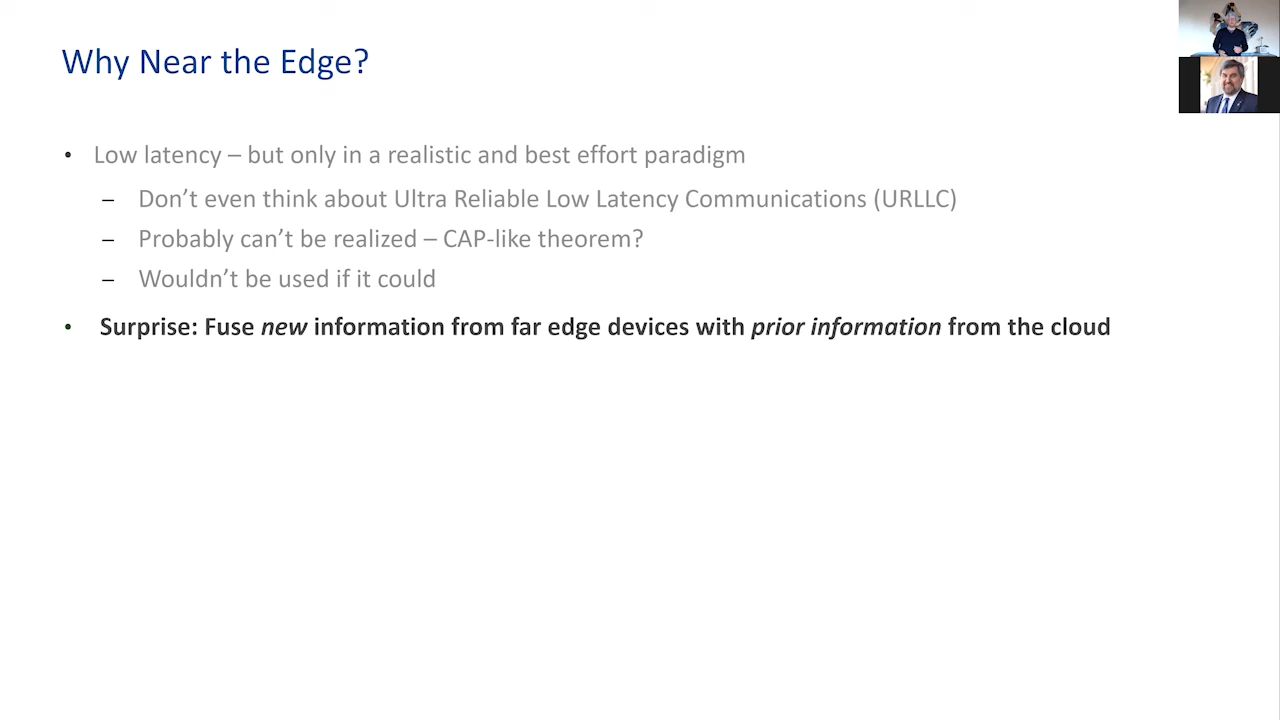 Why Near the Edge?
• Low latency – but only in a realistic and best effort paradigm
– Don’t even think about Ultra Reliable Low Latency Communications (URLLC)
– Probably can’t be realized – CAP-like theorem?
– Wouldn’t be used if it could
• Surprise: Fuse new information from far edge devices with prior information from the cloud